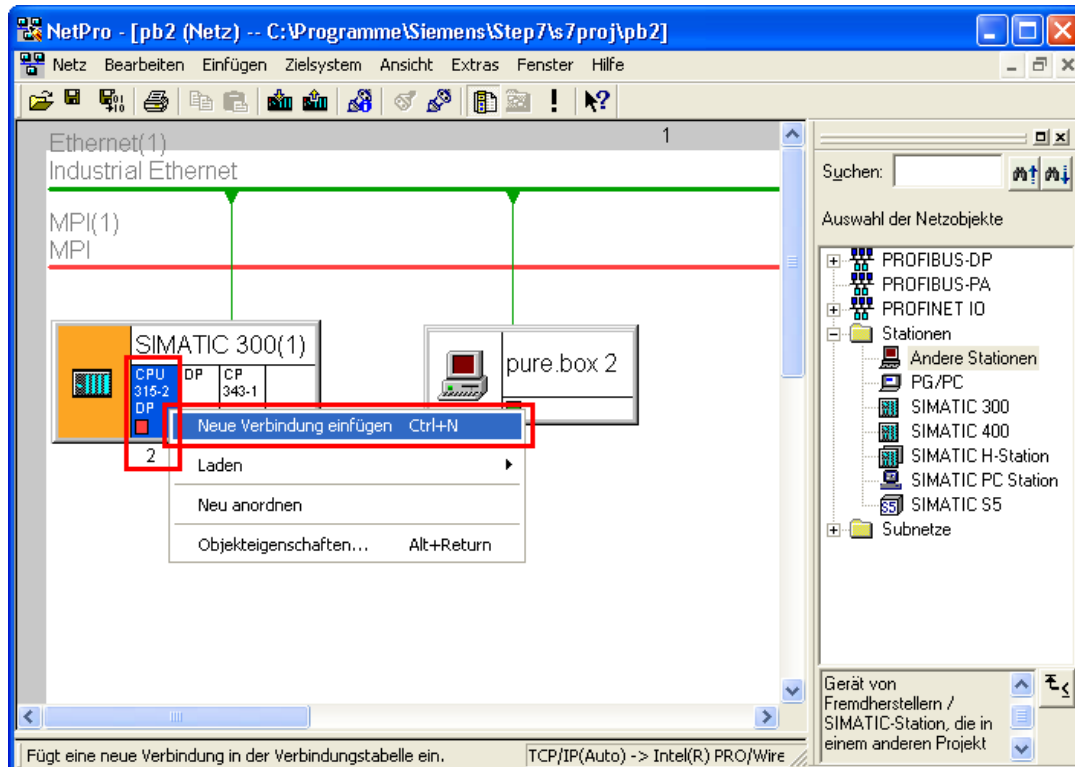 NetPro - [pb2 (Netz) -- C:\Programme\Siemens\Step7\s7proj\pb2]
Netz Bearbeiten Einfügen Zielsystem Ansicht Extras Fenster Hilfe
Ethernet(1)
Industrial Ethernet
1
MPI(1)
MPI
SIMATIC 300(1)
CPU
315-2
DP
DP
CP
343-1
2
pure.box 2
Neue Verbindung einfügen Ctrl+N
Laden
Neu anordnen
Objekteigenschaften... Alt+Return
Suchen:
Auswahl der Netzobjekte
PROFIBUS-DP
PROFIBUS-PA
PROFINET IO
Stationen
Andere Stationen
PG/PC
SIMATIC 300
SIMATIC 400
SIMATIC H-Station
SIMATIC PC Station
S5 SIMATIC S5
Subnetze
Gerät von
Fremdherstellern /
SIMATIC-Station, die in
einem anderen Projekt
Fügt eine neue Verbindung in der Verbindungstabelle ein.
TCP/IP(Auto) -> Intel(R) PRO/Wire